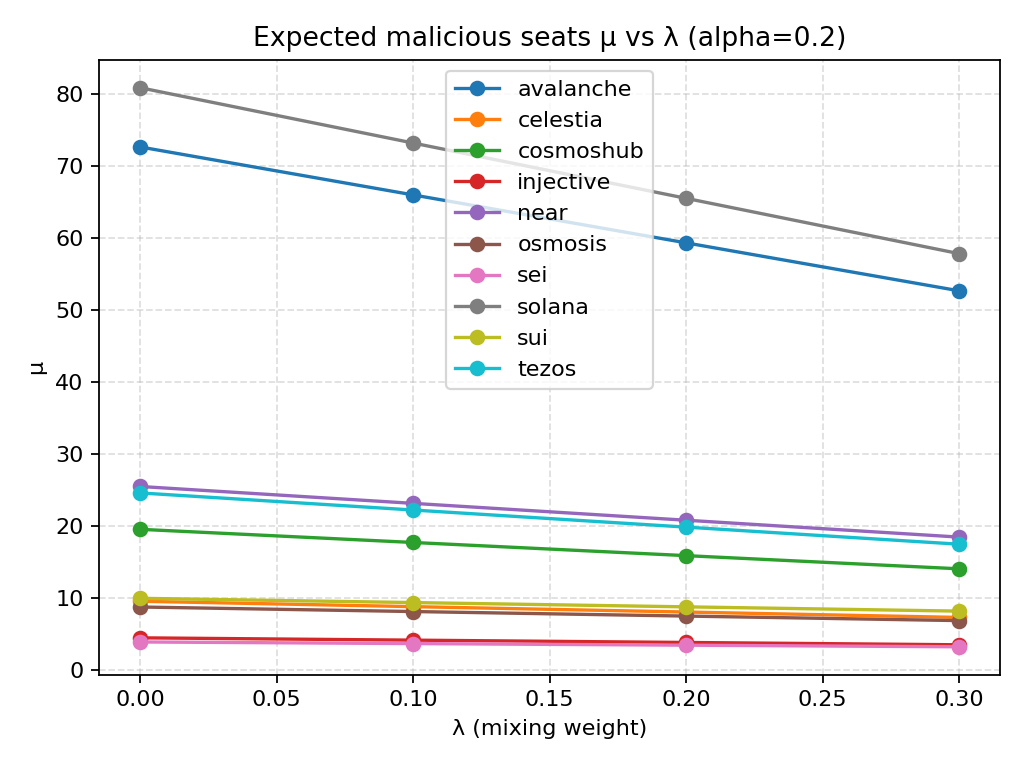 Expected malicious seats μ vs λ (alpha=0.2)
avalanche
celestia
cosmoshub
injective
near
osmosis
sei
solana
sui
tezos
μ
80
70
60
50
40
30
20
10
0
0.00 0.05 0.10 0.15 0.20 0.25 0.30
λ (mixing weight)